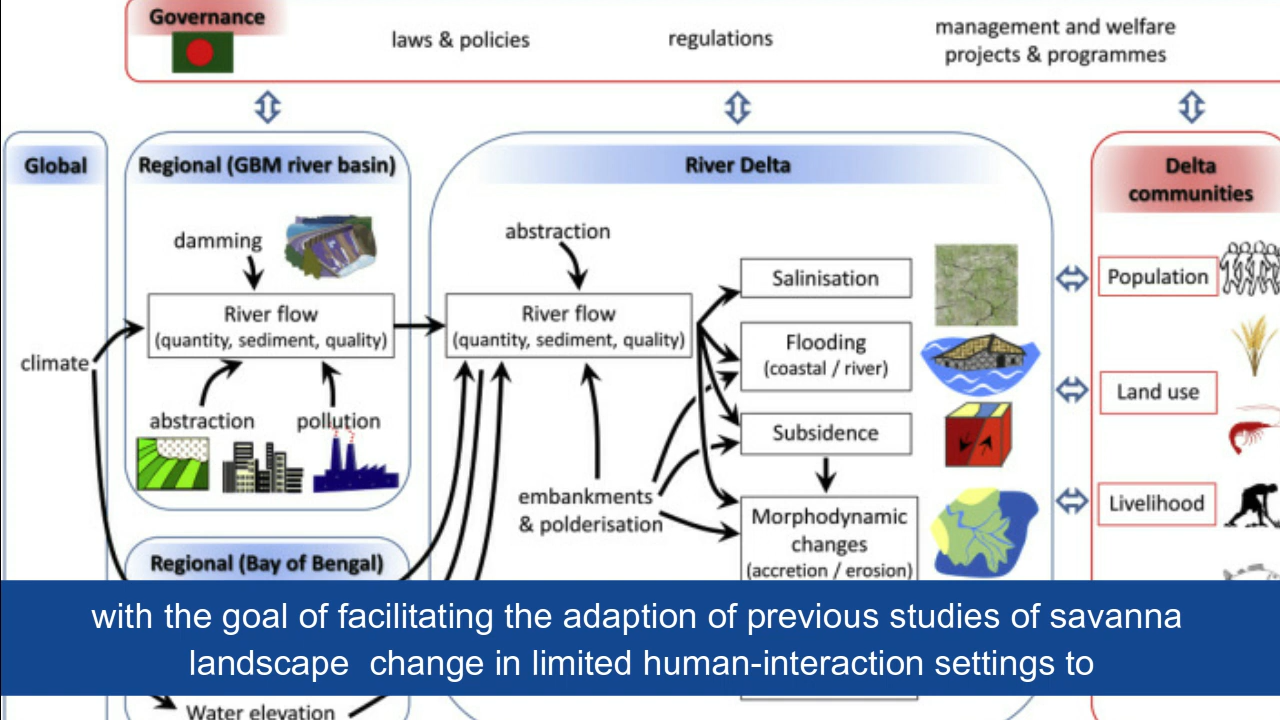 Governance
laws & policies
regulations
management and welfare
projects & programmes
Global
climate
Regional (GBM river basin)
damming
River flow
(quantity, sediment, quality)
abstraction
pollution
Regional (Bay of Bengal)
Water elevation
River Delta
abstraction
River flow
(quantity, sediment, quality)
embankments
& polderisation
Salinisation
Flooding
(coastal / river)
Subsidence
Morphodynamic
changes
(accretion / erosion)
Delta
communities
Population
Land use
Livelihood
with the goal of facilitating the adaption of previous studies of savanna
landscape change in limited human-interaction settings to